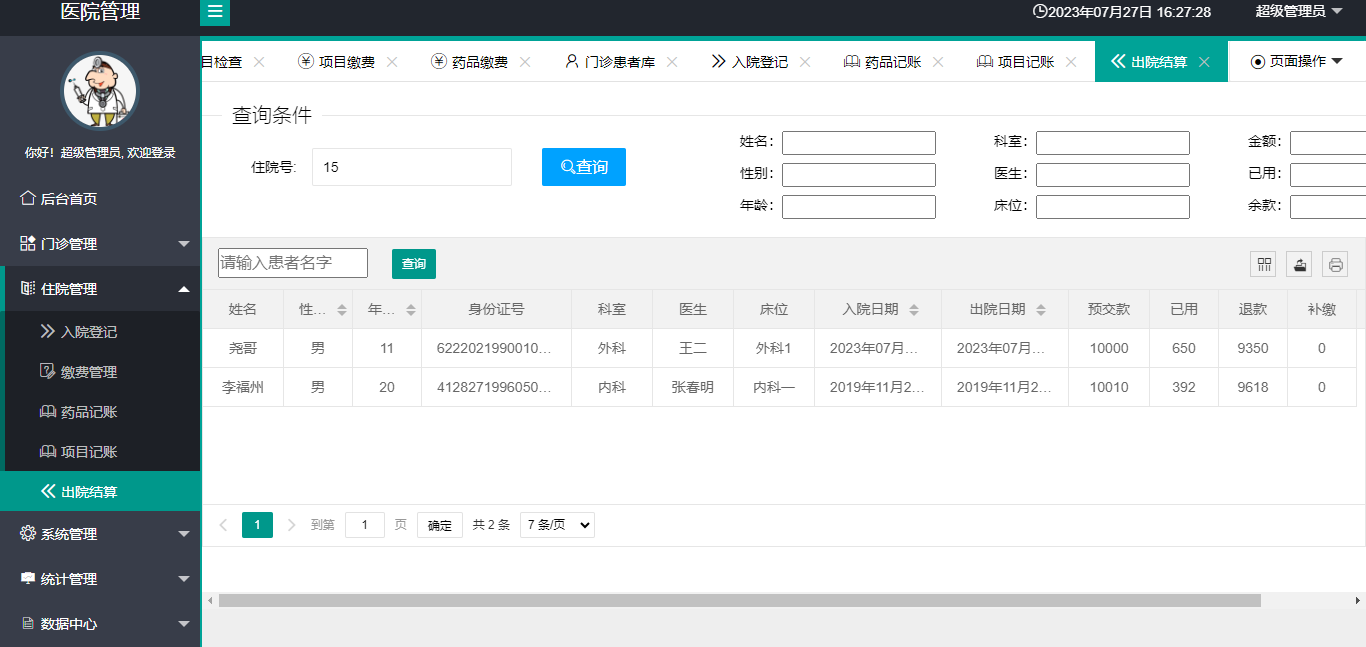 医院管理
2023年07月27日 16:27:28 超级管理员
你好！超级管理员, 欢迎登录
后台首页
门诊管理
住院管理
入院登记
缴费管理
药品记账
项目记账
出院结算
系统管理
统计管理
数据中心
目检查 项目缴费 药品缴费 门诊患者库 入院登记 药品记账 项目记账 出院结算 页面操作
查询条件
住院号: 15 查询
姓名： 科室： 金额：
性别： 医生： 已用：
年龄： 床位： 余款：
请输入患者名字 查询
姓名 性... 年... 身份证号 科室 医生 床位 入院日期 出院日期 预交款 已用 退款 补缴
尧哥 男 11 6222021990010... 外科 王二 外科1 2023年07月... 2023年07月... 10000 650 9350 0
李福州 男 20 4128271996050... 内科 张春明 内科一 2019年11月2... 2019年11月2... 10010 392 9618 0
1 到第 1 页 确定 共 2 条 7 条/页